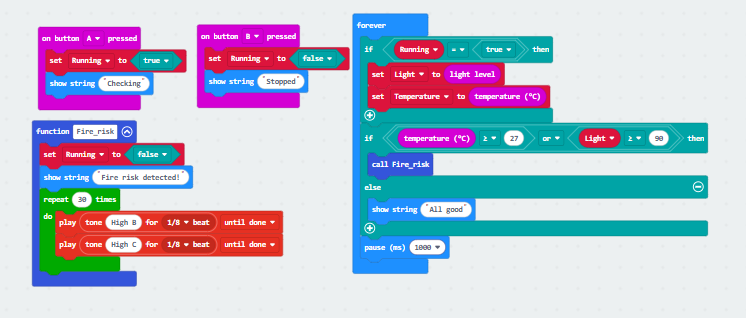 on button A pressed
set Running to true
show string "Checking"
on button B pressed
set Running to false
show string "Stopped"
function Fire_risk
set Running to false
show string "Fire risk detected!"
repeat 30 times
do play tone High B for 1/8 beat until done
play tone High C for 1/8 beat until done
forever
if Running = true then
set Light to light level
set Temperature to temperature (°C)
if temperature (°C) ≥ 27 or Light ≥ 90 then
call Fire_risk
else
show string "All good"
pause (ms) 1000